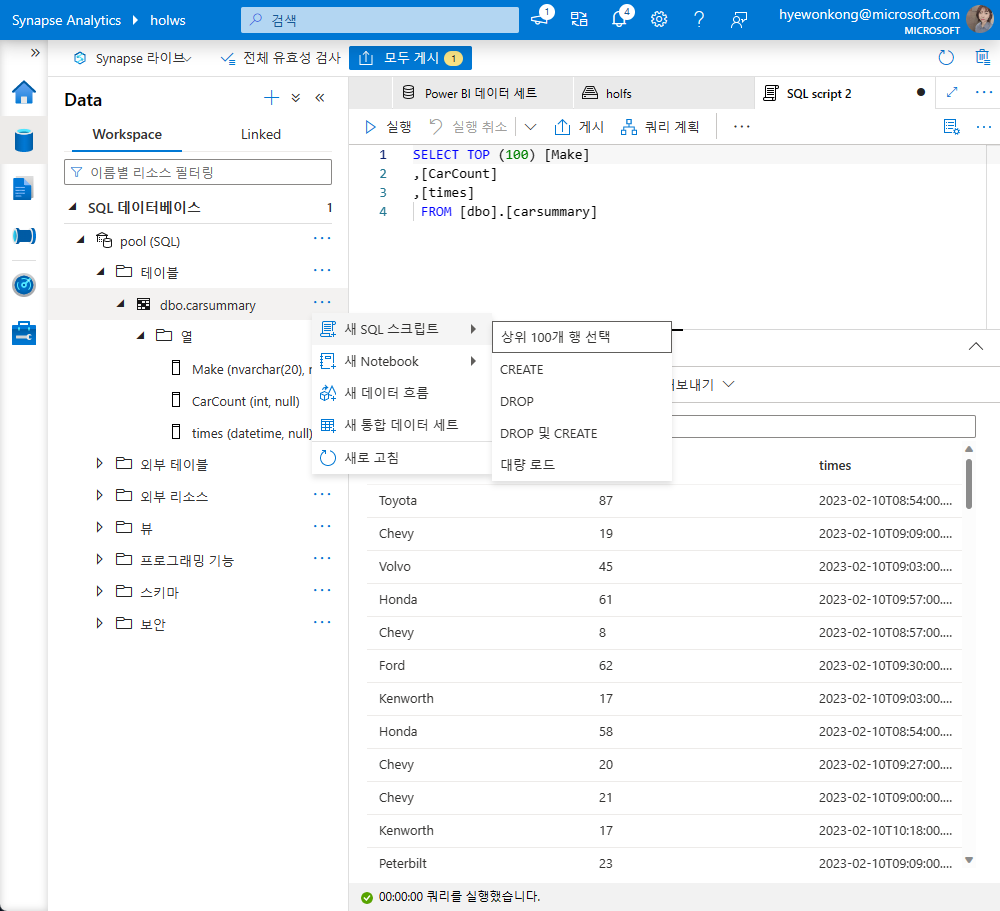 Synapse Analytics holws 검색 1 4 hyewonkong@microsoft.com
MICROSOFT
Synapse 라이브 전체 유효성 검사 모두 게시 1
Data
Workspace Linked
이름별 리소스 필터링
SQL 데이터베이스 1
pool (SQL)
테이블
dbo.carsummary
열
Make (nvarchar(20),
CarCount (int, null)
times (datetime, null)
외부 테이블
외부 리소스
뷰
프로그래밍 기능
스키마
보안
Power BI 데이터 세트 holfs SQL script 2
실행 실행 취소 게시 쿼리 계획
1 SELECT TOP (100) [Make]
2 ,[CarCount]
3 ,[times]
4 FROM [dbo].[carsummary]
새 SQL 스크립트
새 Notebook
새 데이터 흐름
새 통합 데이터 세트
새로 고침
상위 100개 행 선택
CREATE
DROP
DROP 및 CREATE
대량 로드
보내기
times
Toyota 87 2023-02-10T08:54:00....
Chevy 19 2023-02-10T09:09:00....
Volvo 45 2023-02-10T09:03:00....
Honda 61 2023-02-10T09:57:00....
Chevy 8 2023-02-10T08:57:00....
Ford 62 2023-02-10T09:30:00....
Kenworth 17 2023-02-10T09:03:00....
Honda 58 2023-02-10T08:54:00....
Chevy 20 2023-02-10T09:27:00....
Chevy 21 2023-02-10T09:00:00....
Kenworth 17 2023-02-10T10:18:00....
Peterbilt 23 2023-02-10T09:09:00....
00:00:00 쿼리를 실행했습니다.